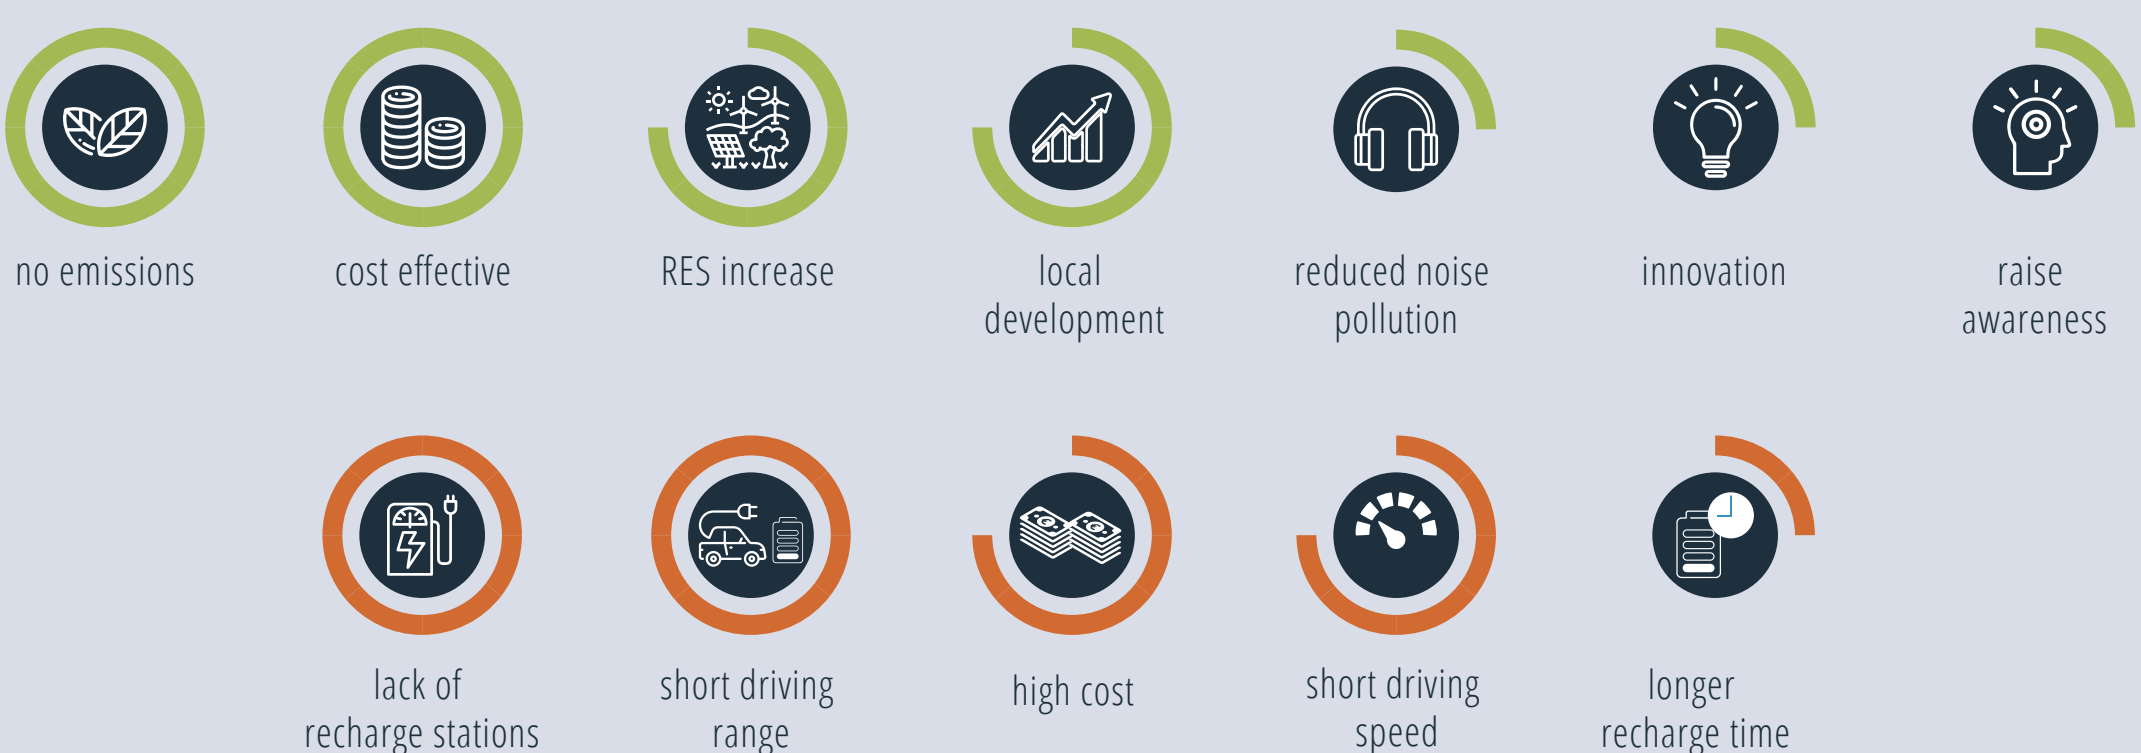 no emissions
cost effective
RES increase
local
development
reduced noise
pollution
innovation
raise
awareness
lack of
recharge stations
short driving
range
high cost
short driving
speed
longer
recharge time